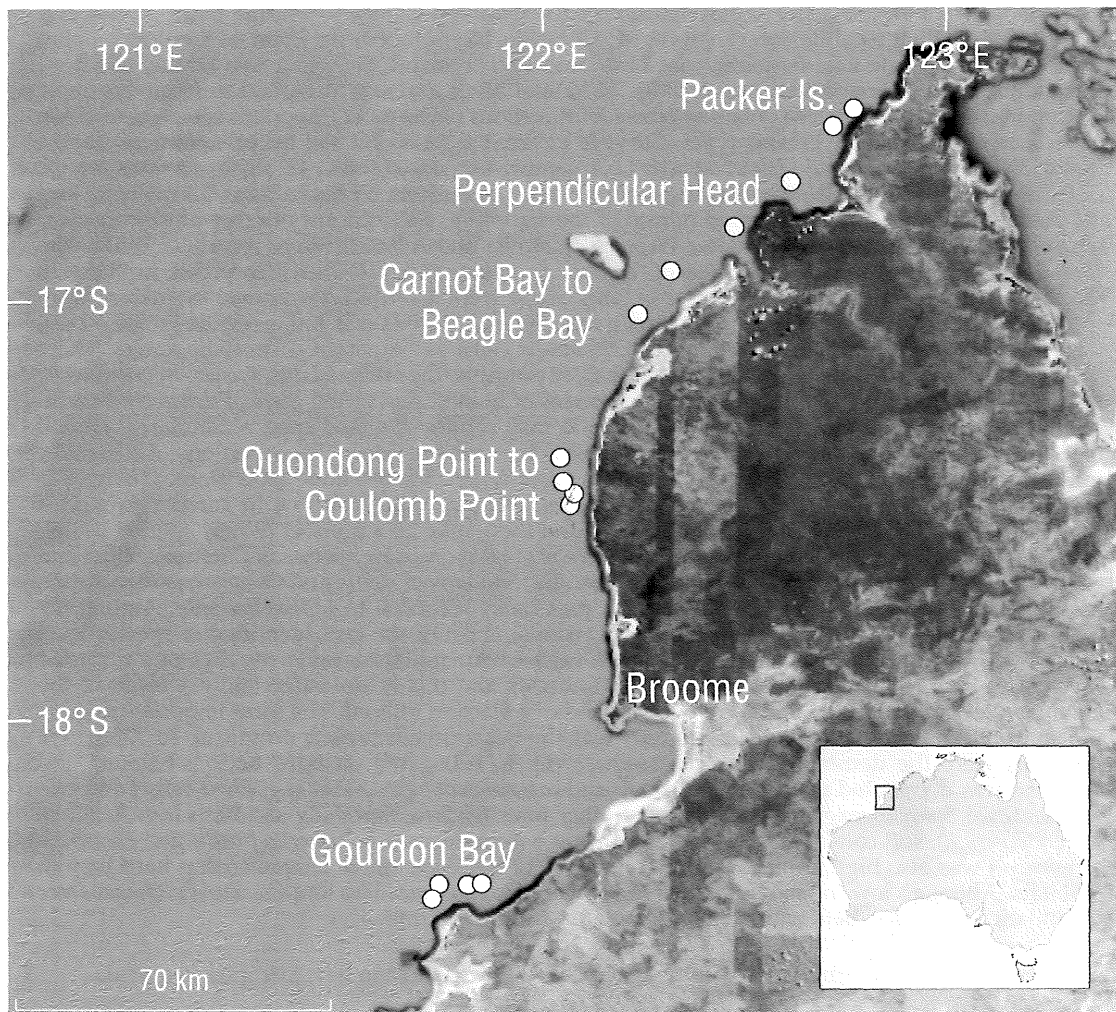 121°E
122°E
123°E
Packer Is.
Perpendicular Head
Carnot Bay to
Beagle Bay
17°S
Quondong Point to
Coulomb Point
Broome
18°S
Gourdon Bay
70 km